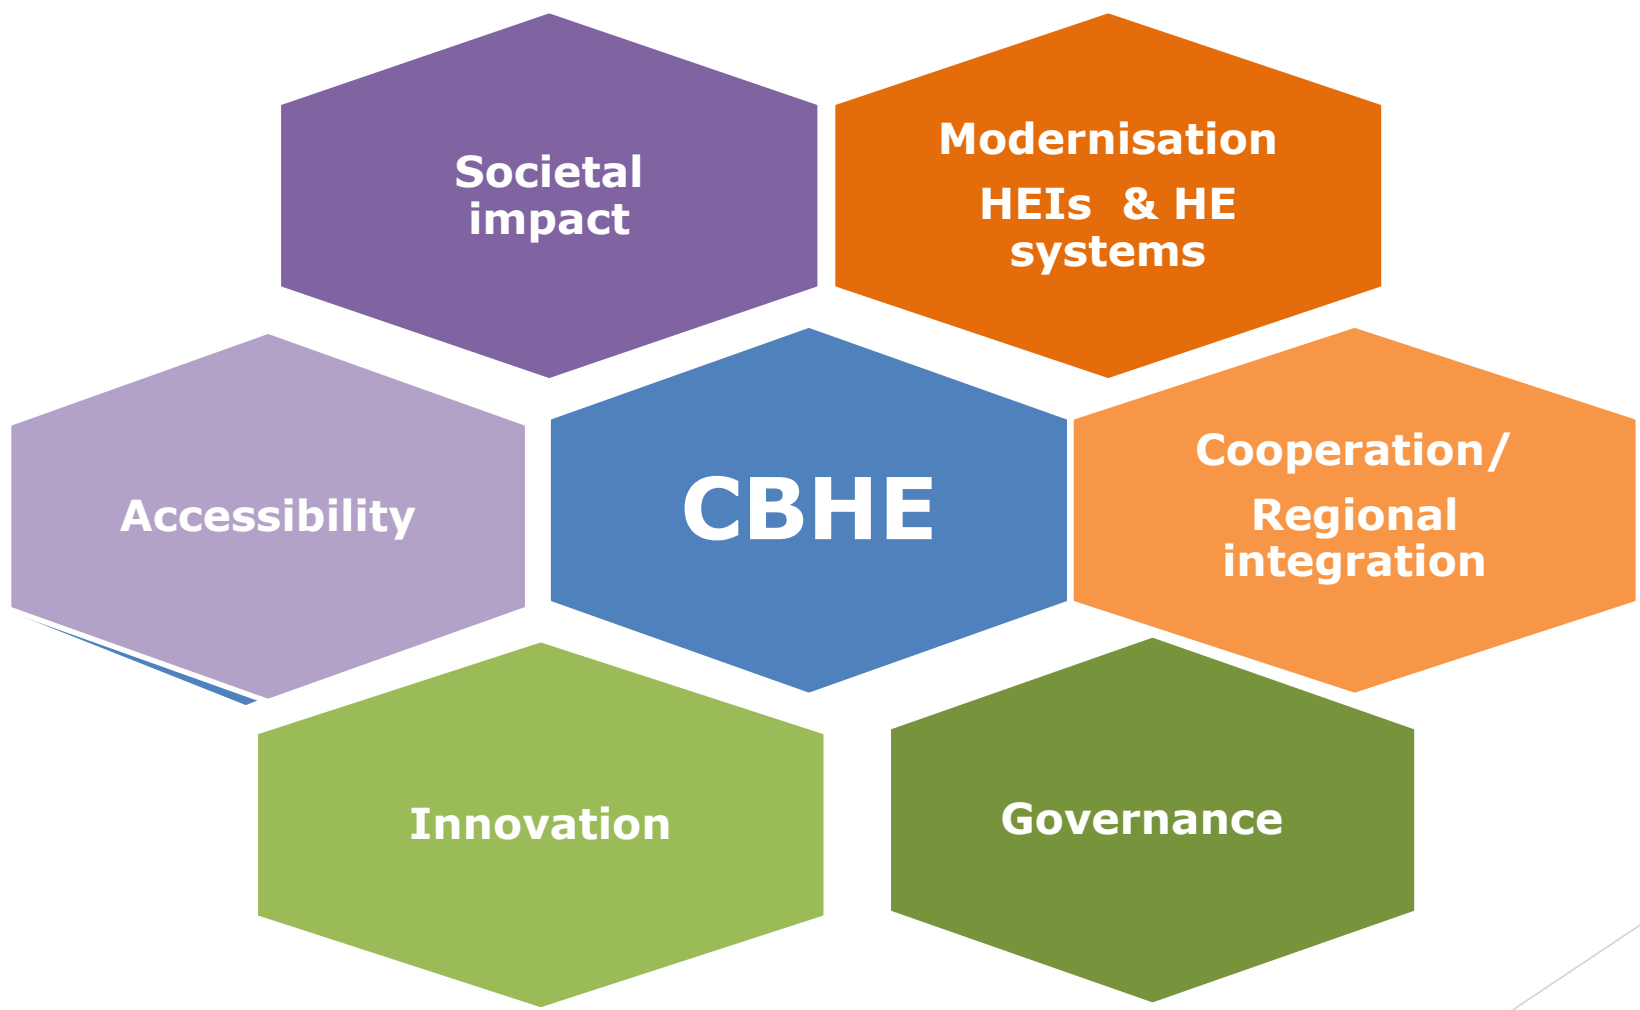 Societal
impact
Modernisation
HEIs & HE
systems
Accessibility
CBHE
Cooperation/
Regional
integration
Innovation
Governance